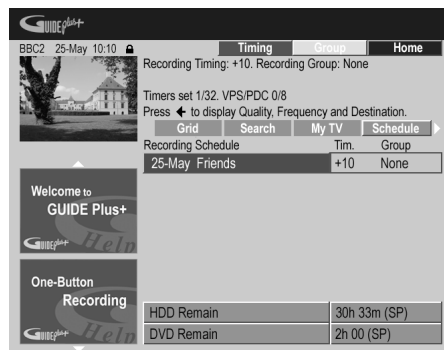 GUIDE plus+
BBC2 25-May 10:10
Timing Group Home
Recording Timing: +10. Recording Group: None
Timers set 1/32. VPS/PDC 0/8
Press ← to display Quality, Frequency and Destination.
Grid Search My TV Schedule
Recording Schedule Tim. Group
25-May Friends +10 None
Welcome to
GUIDE Plus+
GUIDE plus+ Help
One-Button
Recording
GUIDE plus+ Help
HDD Remain 30h 33m (SP)
DVD Remain 2h 00 (SP)